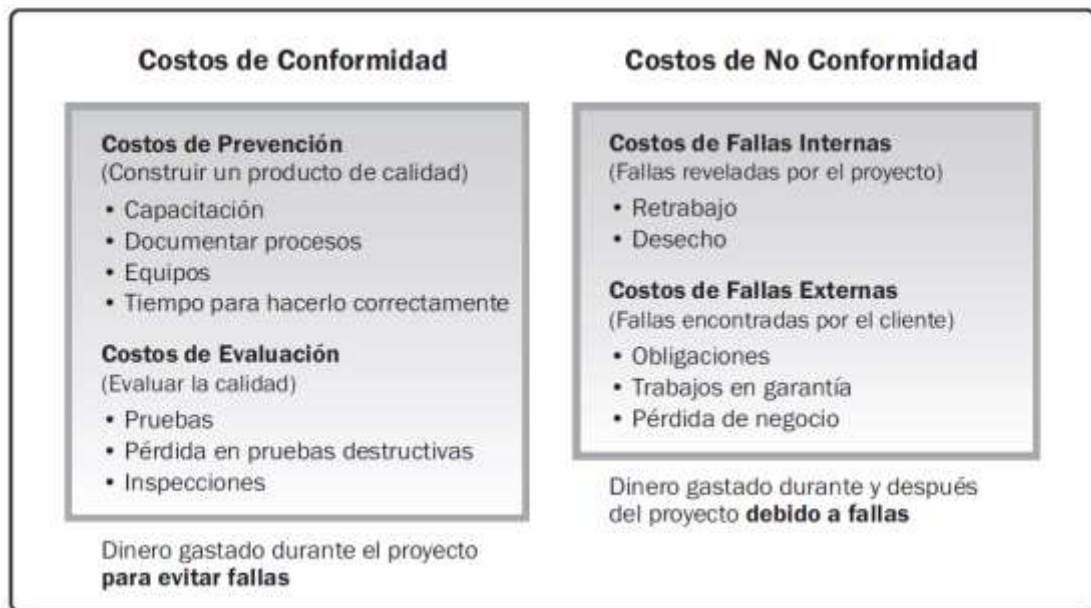 Costos de Conformidad
Costos de Prevención
(Construir un producto de calidad)
• Capacitación
• Documentar procesos
• Equipos
• Tiempo para hacerlo correctamente
Costos de Evaluación
(Evaluar la calidad)
• Pruebas
• Pérdida en pruebas destructivas
• Inspecciones
Dinero gastado durante el proyecto
para evitar fallas
Costos de No Conformidad
Costos de Fallas Internas
(Fallas reveladas por el proyecto)
• Retrabajo
• Desecho
Costos de Fallas Externas
(Fallas encontradas por el cliente)
• Obligaciones
• Trabajos en garantía
• Pérdida de negocio
Dinero gastado durante y después
del proyecto debido a fallas